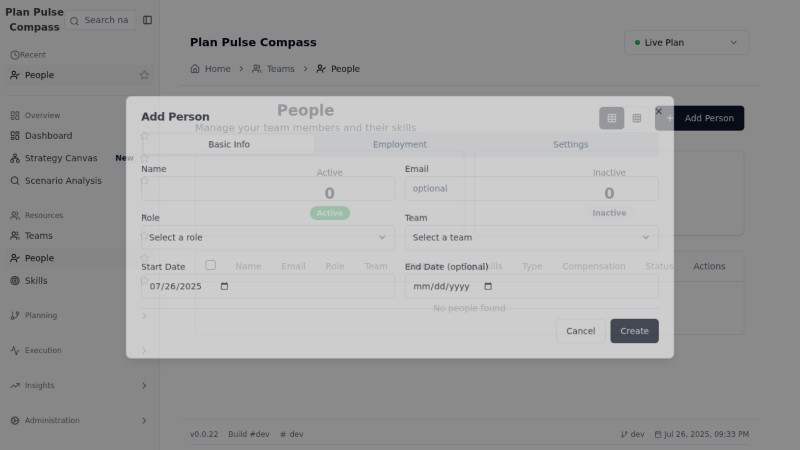 Plan Pulse
Compass
Search na
Recent
People
Overview
Dashboard
Strategy Canvas New
Scenario Analysis
Resources
Teams
People
Skills
Planning
Execution
Insights
Administration
Plan Pulse Compass
Live Plan
Home > Teams > People
People
Manage your team members and their skills
Add Person
Active
0
Active
Inactive
0
Inactive
Name Email Role Team Type Compensation Status Actions
No people found
Add Person
Basic Info Employment Settings
Name Email
optional
Role Team
Select a role Select a team
Start Date End Date (optional)
07/26/2025 mm/dd/yyyy
Cancel Create
v0.0.22 Build #dev # dev
dev Jul 26, 2025, 09:33 PM